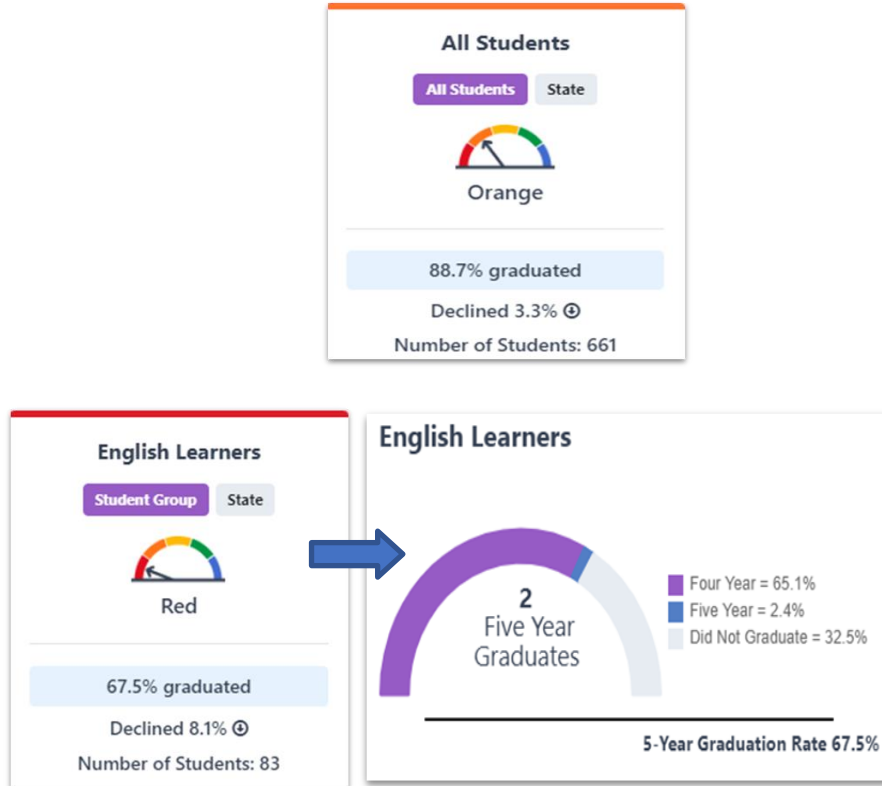 All Students
All Students State
Orange
88.7% graduated
Declined 3.3%
Number of Students: 661
English Learners
Student Group State
Red
67.5% graduated
Declined 8.1%
Number of Students: 83
English Learners
2
Five Year
Graduates
Four Year = 65.1%
Five Year = 2.4%
Did Not Graduate = 32.5%
5-Year Graduation Rate 67.5%